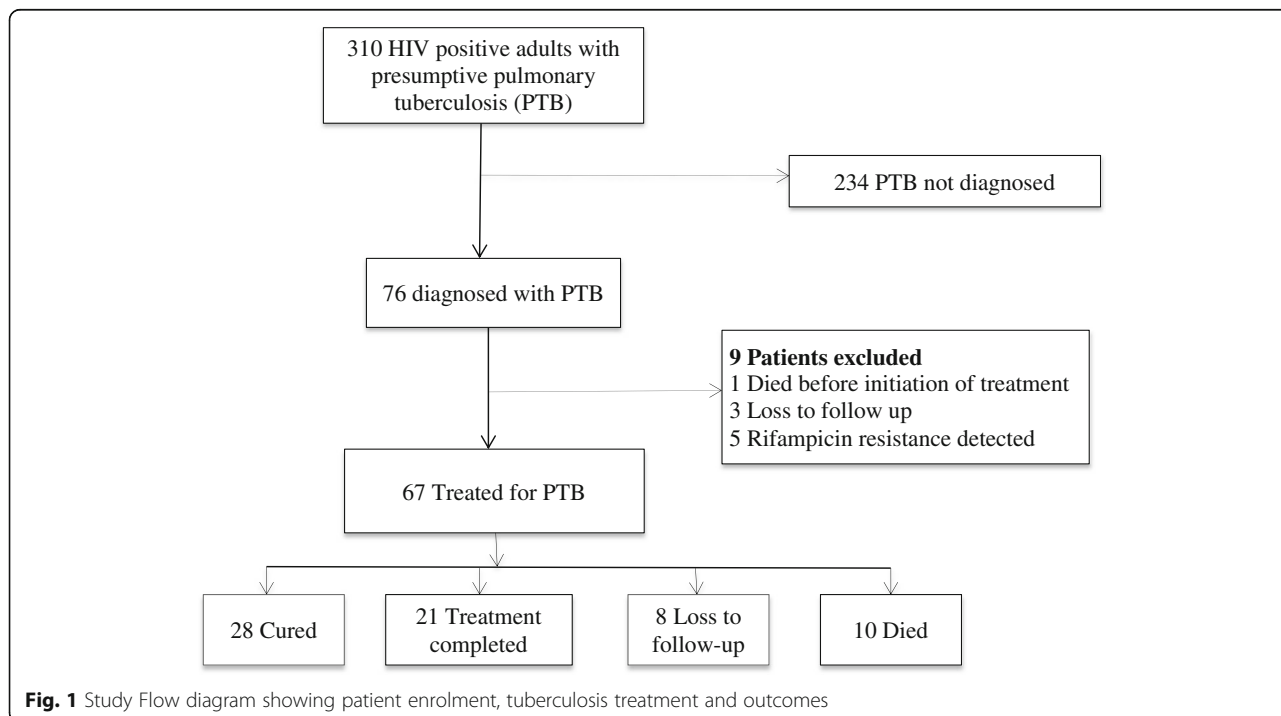 310 HIV positive adults with
presumptive pulmonary
tuberculosis (PTB)
234 PTB not diagnosed
76 diagnosed with PTB
9 Patients excluded
1 Died before initiation of treatment
3 Loss to follow up
5 Rifampicin resistance detected
67 Treated for PTB
28 Cured
21 Treatment
completed
8 Loss to
follow-up
10 Died
Fig. 1 Study Flow diagram showing patient enrolment, tuberculosis treatment and outcomes